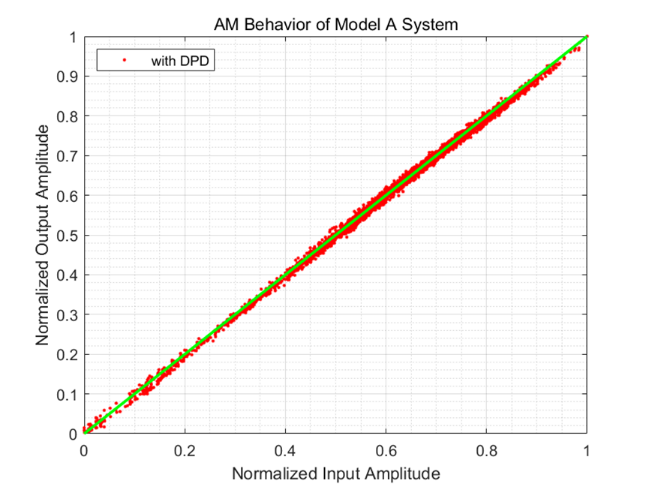 AM Behavior of Model A System
with DPD
1
0.9
0.8
0.7
0.6
0.5
0.4
0.3
0.2
0.1
0
0 0.2 0.4 0.6 0.8 1
Normalized Output Amplitude
Normalized Input Amplitude